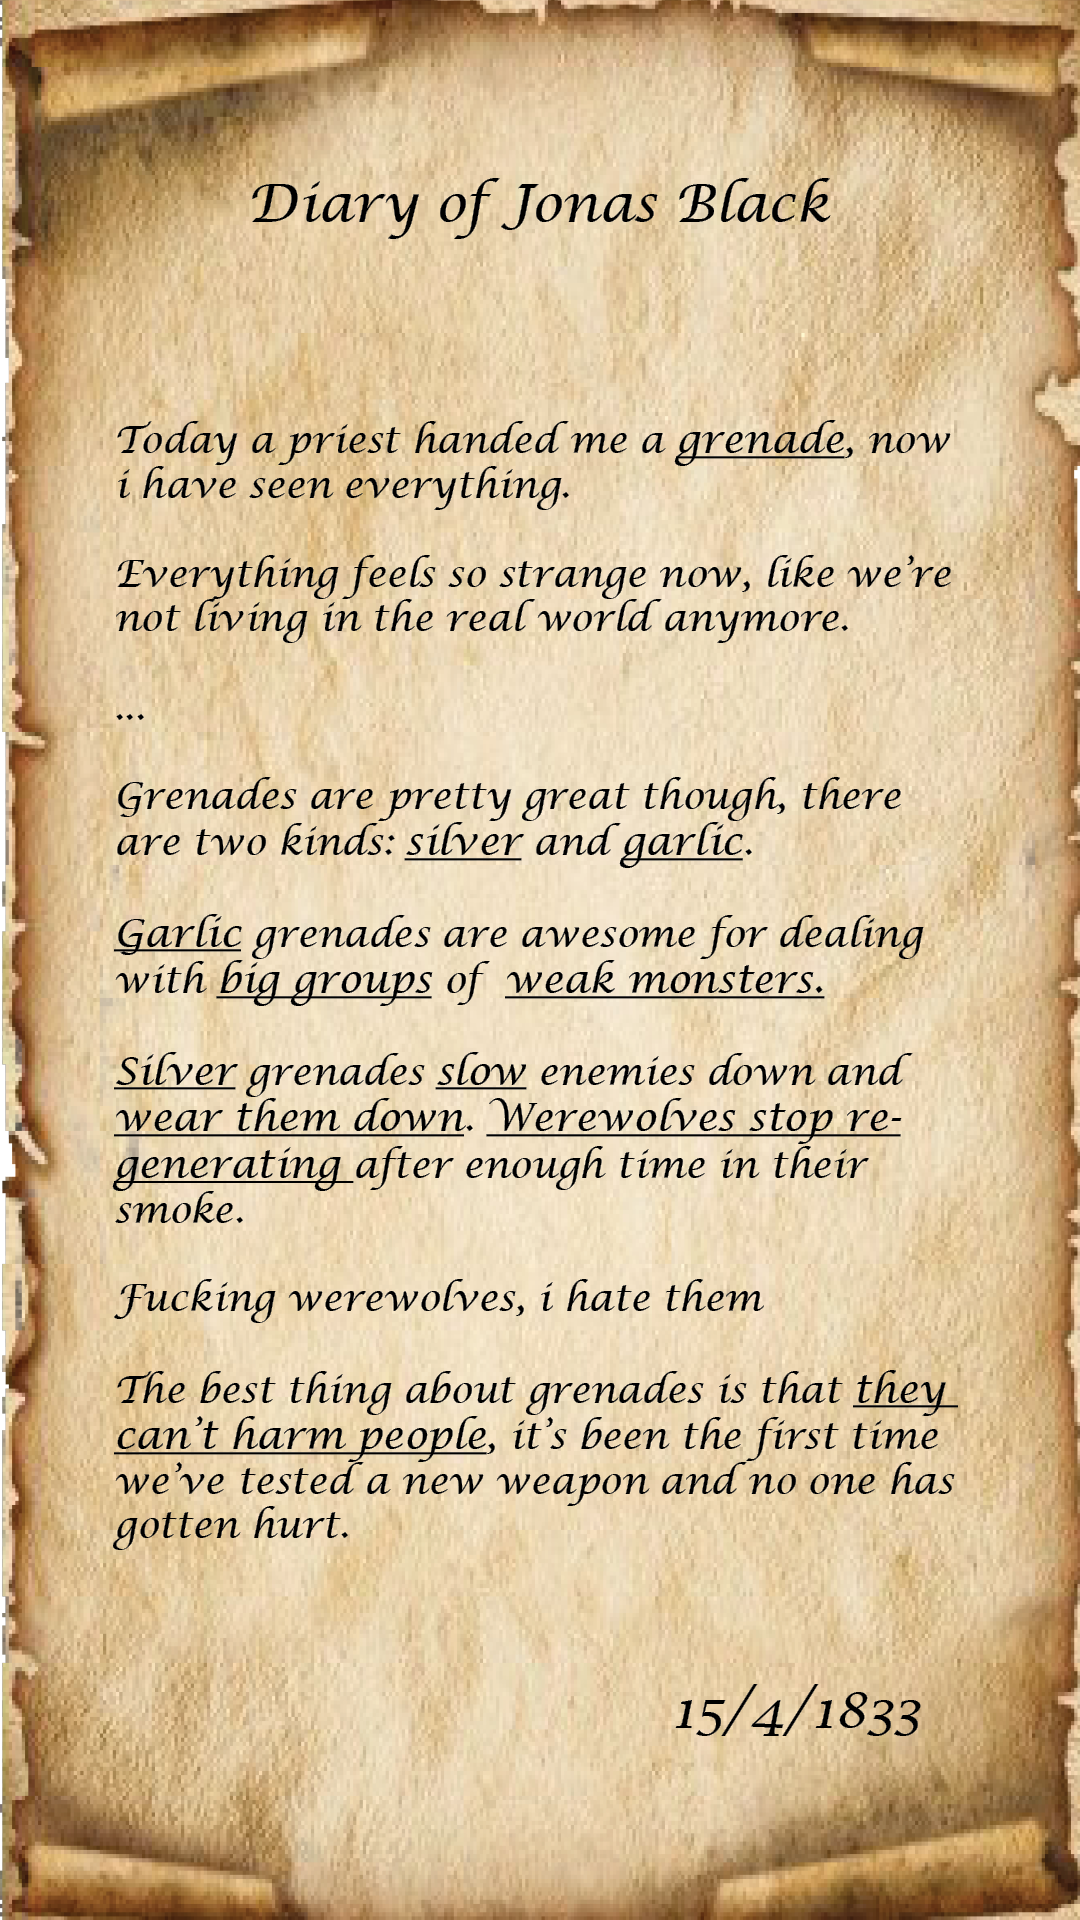 Diary of Jonas Black
Today a priest handed me a grenade, now
i have seen everything.
Everything feels so strange now, like we're
not living in the real world anymore.
...
Grenades are pretty great though, there
are two kinds: silver and garlic.
Garlic grenades are awesome for dealing
with big groups of  weak monsters.
Silver grenades slow enemies down and
wear them down. Werewolves stop re-
generating after enough time in their
smoke.
Fucking werewolves, i hate them
The best thing about grenades is that they
can't harm people, it's been the first time
we've tested a new weapon and no one has
gotten hurt.
15/4/1833